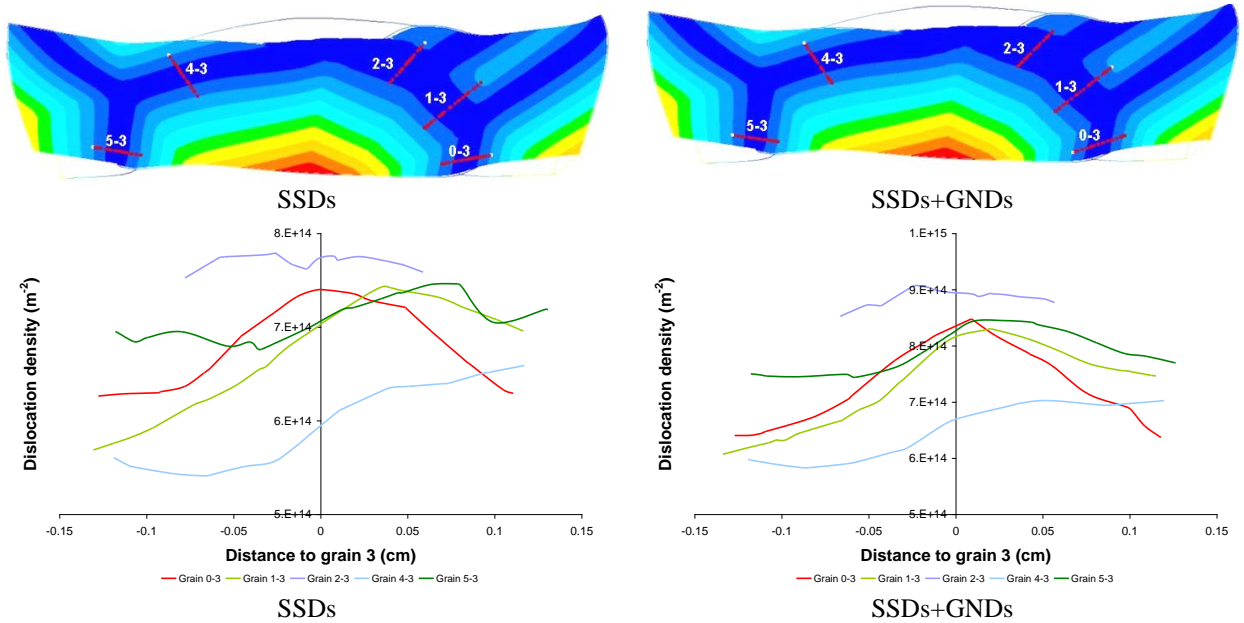 4-3
2-3
1-3
5-3
0-3
SSDs
4-3
2-3
1-3
5-3
0-3
SSDs+GNDs
8.E+14
7.E+14
6.E+14
5.E+14
Dislocation density (m-2)
-0.15 -0.1 -0.05 0 0.05 0.1 0.15
Distance to grain 3 (cm)
Grain 0-3 Grain 1-3 Grain 2-3 Grain 4-3 Grain 5-3
SSDs
1.E+15
9.E+14
8.E+14
7.E+14
6.E+14
5.E+14
Dislocation density (m-2)
-0.15 -0.1 -0.05 0 0.05 0.1 0.15
Distance to grain 3 (cm)
Grain 0-3 Grain 1-3 Grain 2-3 Grain 4-3 Grain 5-3
SSDs+GNDs